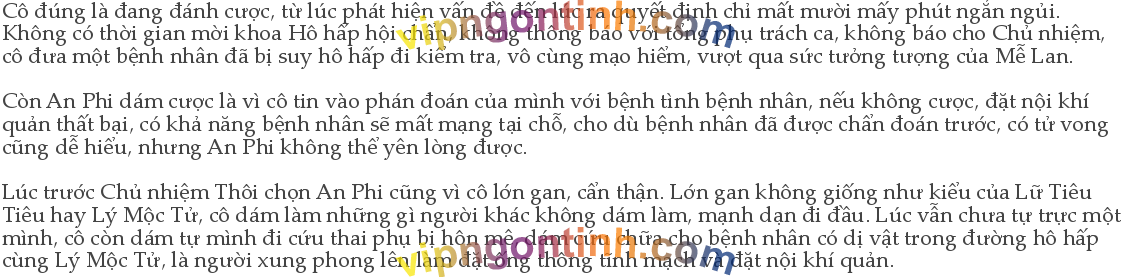 Cô đúng là đang đánh cược, từ lúc phát hiện vấn đề đến lúc ra quyết định chỉ mất mười mấy phút ngắn ngủi.
Không có thời gian mời khoa Hô hấp hội chẩn, không thông báo với tổng phụ trách ca, không báo cho Chủ nhiệm,
cô đưa một bệnh nhân đã bị suy hô hấp đi kiểm tra, vô cùng mạo hiểm, vượt qua sức tưởng tượng của Mễ Lan.
Còn An Phi dám cược là vì cô tin vào phán đoán của mình với bệnh tình bệnh nhân, nếu không cược, đặt nội khí
quản thất bại, có khả năng bệnh nhân sẽ mất mạng tại chỗ, cho dù bệnh nhân đã được chẩn đoán trước, có tử vong
cũng dễ hiểu, nhưng An Phi không thể yên lòng được.
Lúc trước Chủ nhiệm Thôi chọn An Phi cũng vì cô lớn gan, cẩn thận. Lớn gan không giống như kiểu của Lữ Tiêu
Tiêu hay Lý Mộc Tử, cô dám làm những gì người khác không dám làm, mạnh dạn đi đầu. Lúc vẫn chưa tự trực một
mình, cô còn dám tự mình đi cứu thai phụ bị hôn mê, dám cứu chữa cho bệnh nhân có dị vật trong đường hô hấp
cùng Lý Mộc Tử, là người xung phong lên làm đặt ống thông tĩnh mạch và đặt nội khí quản.
vipngontinh.com
vipngontinh.com